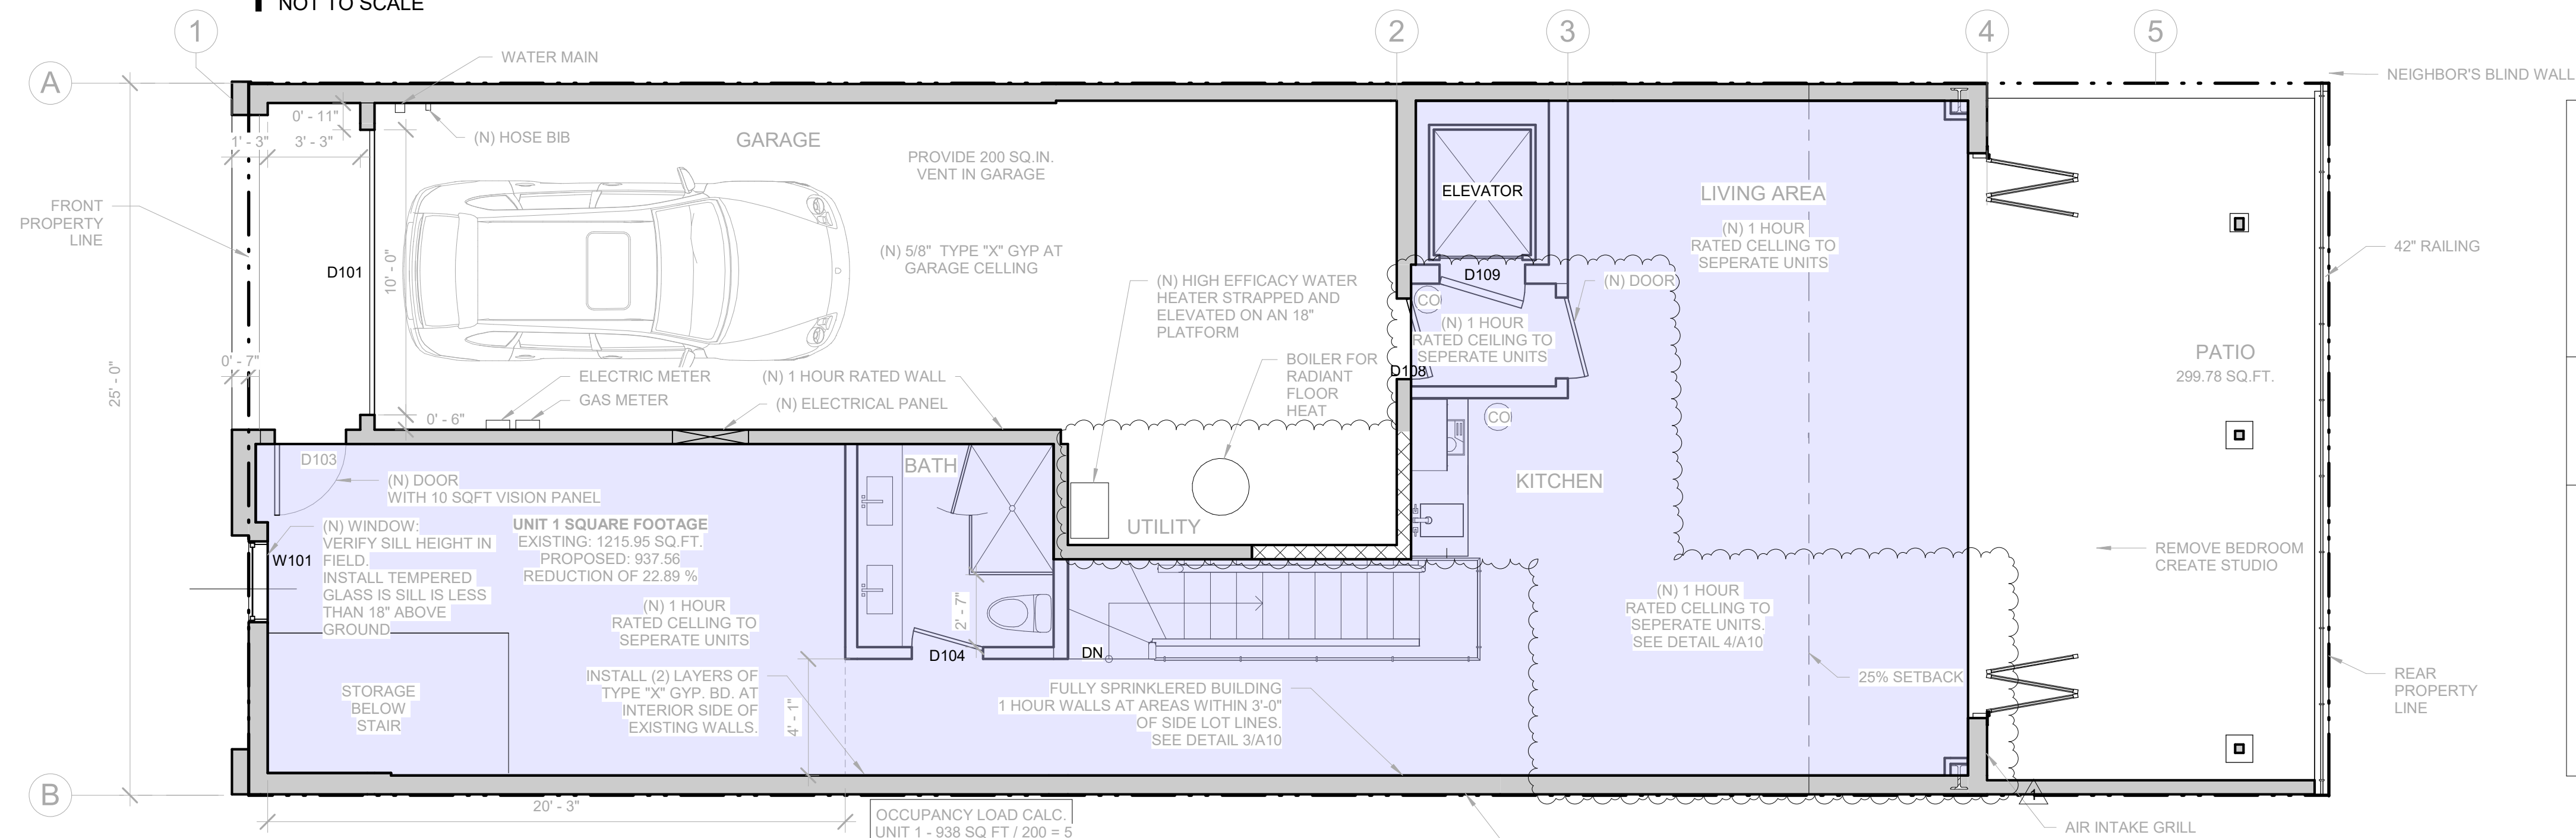 NOT TO SCALE
1
2
3
4
5
A
B
WATER MAIN
NEIGHBOR'S BLIND WALL
0' - 11"
1' - 3"
3' - 3"
(N) HOSE BIB
GARAGE
PROVIDE 200 SQ.IN.
VENT IN GARAGE
ELEVATOR
LIVING AREA
(N) 1 HOUR
RATED CELLING TO
SEPERATE UNITS
FRONT
PROPERTY
LINE
42" RAILING
D101
10' - 0"
(N) 5/8" TYPE "X" GYP AT
GARAGE CELLING
(N) HIGH EFFICACY WATER
HEATER STRAPPED AND
ELEVATED ON AN 18"
PLATFORM
D109
(N) DOOR
CO
(N) 1 HOUR
RATED CEILING TO
SEPERATE UNITS
25' - 0"
0' - 7"
ELECTRIC METER
GAS METER
(N) 1 HOUR RATED WALL
(N) ELECTRICAL PANEL
BOILER FOR
RADIANT
FLOOR
HEAT
D108
PATIO
299.78 SQ.FT.
0' - 6"
CO
D103
(N) DOOR
WITH 10 SQFT VISION PANEL
BATH
KITCHEN
(N) WINDOW:
VERIFY SILL HEIGHT IN
FIELD.
INSTALL TEMPERED
GLASS IS SILL IS LESS
THAN 18" ABOVE
GROUND
W101
UNIT 1 SQUARE FOOTAGE
EXISTING: 1215.95 SQ.FT.
PROPOSED: 937.56
REDUCTION OF 22.89 %
UTILITY
REMOVE BEDROOM
CREATE STUDIO
(N) 1 HOUR
RATED CELLING TO
SEPERATE UNITS
2' - 7"
(N) 1 HOUR
RATED CELLING TO
SEPERATE UNITS.
SEE DETAIL 4/A10
D104
DN
STORAGE
BELOW
STAIR
INSTALL (2) LAYERS OF
TYPE "X" GYP. BD. AT
INTERIOR SIDE OF
EXISTING WALLS.
4' - 1"
FULLY SPRINKLERED BUILDING
1 HOUR WALLS AT AREAS WITHIN 3'-0"
OF SIDE LOT LINES.
SEE DETAIL 3/A10
25% SETBACK
REAR
PROPERTY
LINE
1
20' - 3"
OCCUPANCY LOAD CALC.
UNIT 1 - 938 SQ FT / 200 = 5
AIR INTAKE GRILL